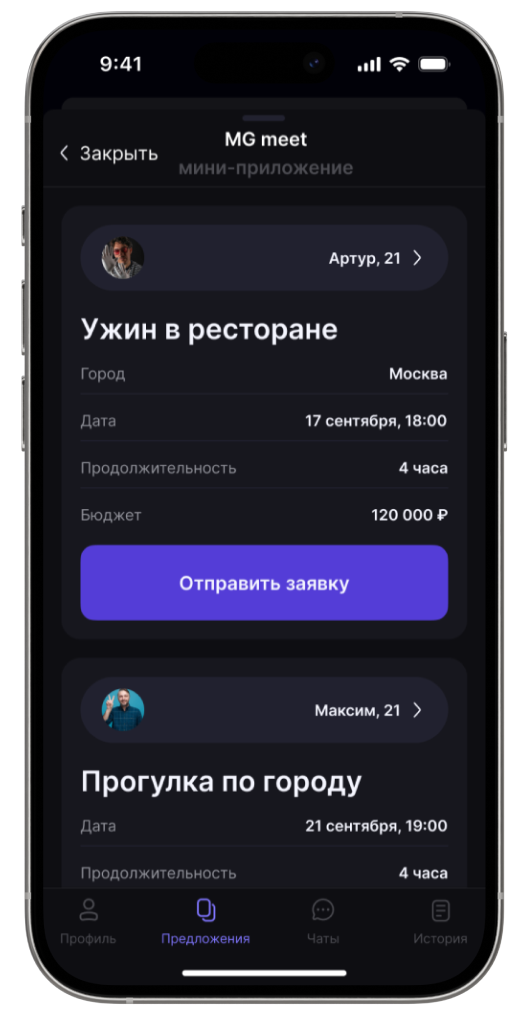 9:41
Закрыть
MG meet
мини-приложение
Артур, 21
Ужин в ресторане
Город Москва
Дата 17 сентября, 18:00
Продолжительность 4 часа
Бюджет 120 000 ₽
Отправить заявку
Максим, 21
Прогулка по городу
Дата 21 сентября, 19:00
Продолжительность 4 часа
Профиль Предложения Чаты История